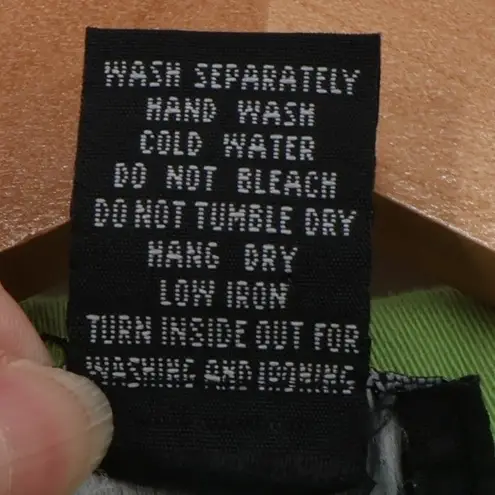 WASH SEPARATELY
HAND WASH
COLD WATER
DO NOT BLEACH
DO NOT TUMBLE DRY
HANG DRY
LOW IRON
TURN INSIDE OUT FOR
WASHING AND IRONING